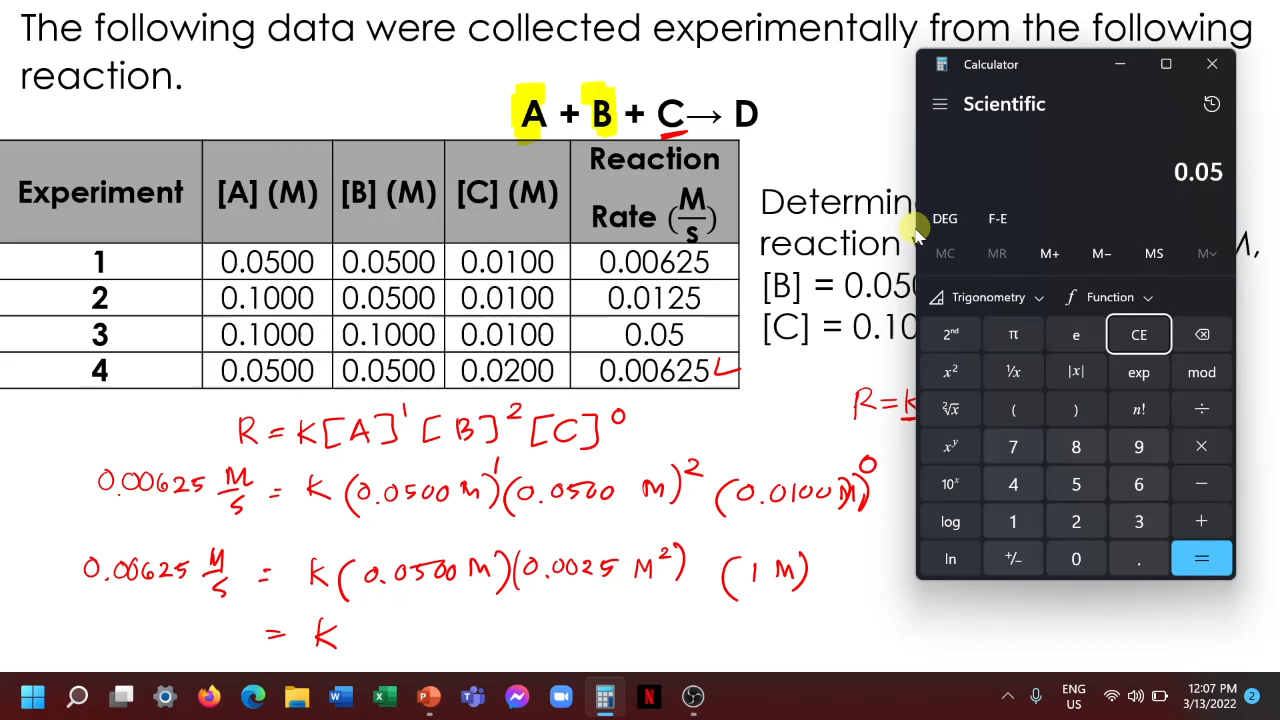 The following data were collected experimentally from the following
reaction.
A + B + C → D
Experiment [A] (M) [B] (M) [C] (M) Reaction Rate (M/s)
1 0.0500 0.0500 0.0100 0.00625
2 0.1000 0.0500 0.0100 0.0125
3 0.1000 0.1000 0.0100 0.05
4 0.0500 0.0500 0.0200 0.00625
Determin
reaction M,
[B] = 0.050
[C] = 0.10
R = k
R = K [A]¹ [B]² [C]⁰
0.00625 M/s = K (0.0500 M)¹ (0.0500 M)² (0.0100 M)⁰
0.00625 M/s = K (0.0500 M) (0.0025 M²) (1 M)
= K
Calculator
Scientific
0.05
DEG F-E
MC MR M+ M− MS M
Trigonometry f Function
2nd π e CE
x² ¹/x |x| exp mod
²√x ( ) n! ÷
xʸ 7 8 9 ×
10ˣ 4 5 6 −
log 1 2 3 +
ln +/− 0 . =
ENG
US
12:07 PM
3/13/2022
2